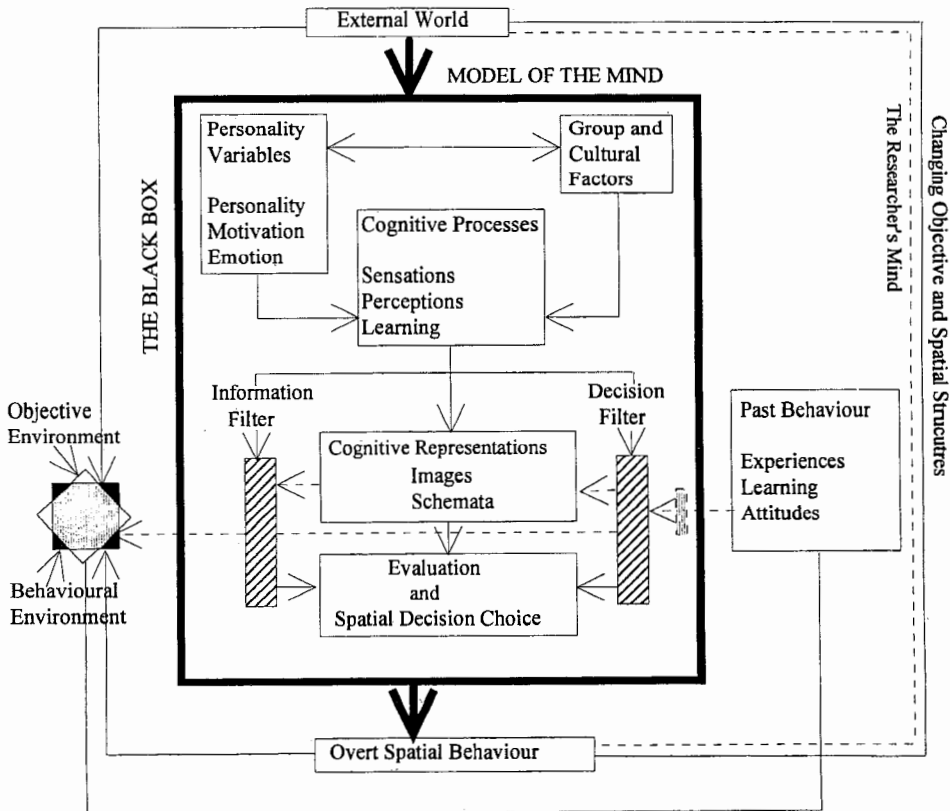 External World
MODEL OF THE MIND
THE BLACK BOX
Personality
Variables
Personality
Motivation
Emotion
Group and
Cultural
Factors
Cognitive Processes
Sensations
Perceptions
Learning
Information
Filter
Decision
Filter
Cognitive Representations
Images
Schemata
Evaluation
and
Spatial Decision Choice
Objective
Environment
Behavioural
Environment
Past Behaviour
Experiences
Learning
Attitudes
The Researcher's Mind
Changing Objective and Spatial Strucutres
Overt Spatial Behaviour